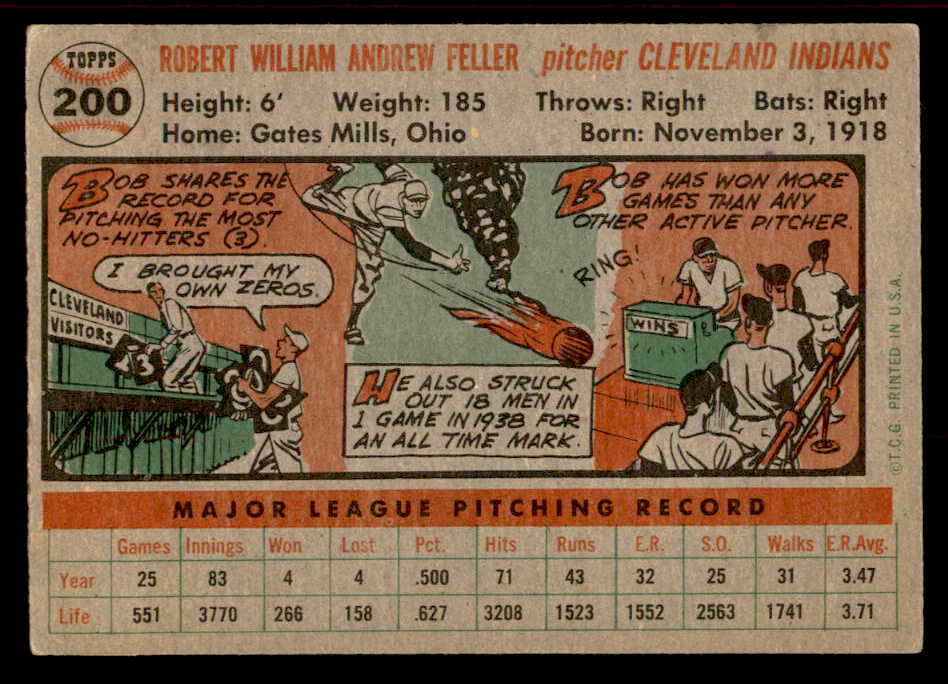 TOPPS
200
ROBERT WILLIAM ANDREW FELLER pitcher CLEVELAND INDIANS
Height: 6' Weight: 185 Throws: Right Bats: Right
Home: Gates Mills, Ohio Born: November 3, 1918
BOB SHARES THE
RECORD FOR
PITCHING THE MOST
NO-HITTERS (3).
I BROUGHT MY
OWN ZEROS.
CLEVELAND
VISITORS
HE ALSO STRUCK
OUT 18 MEN IN
1 GAME IN 1938 FOR
AN ALL TIME MARK.
BOB HAS WON MORE
GAMES THAN ANY
OTHER ACTIVE PITCHER.
RING!
WINS
©T.C.G. PRINTED IN U.S.A.
MAJOR LEAGUE PITCHING RECORD
Games Innings Won Lost Pct. Hits Runs E.R. S.O. Walks E.R.Avg.
Year 25 83 4 4 .500 71 43 32 25 31 3.47
Life 551 3770 266 158 .627 3208 1523 1552 2563 1741 3.71